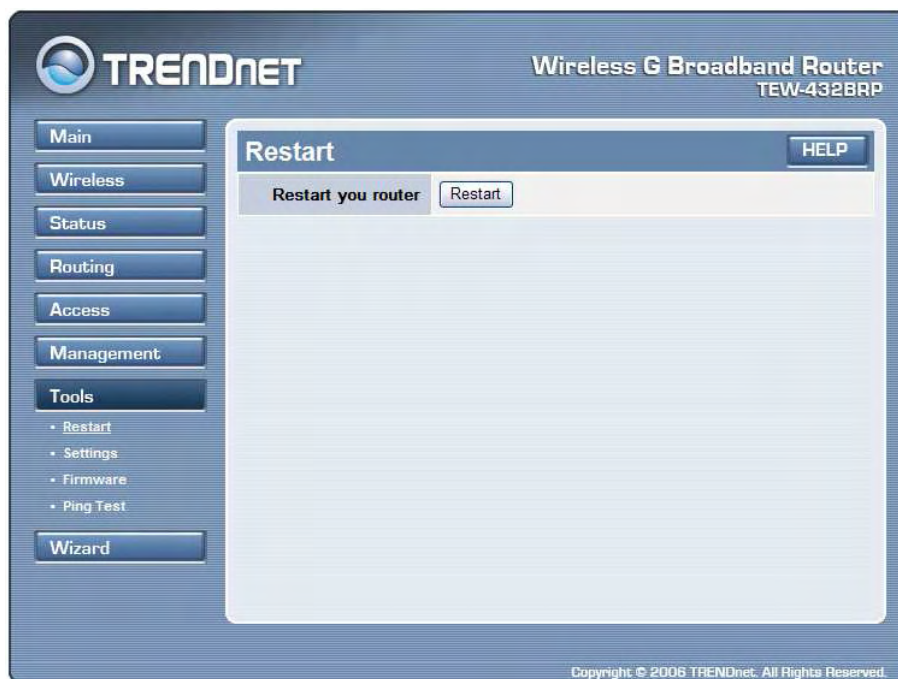 TRENDNET
Wireless G Broadband Router
TEW-432BRP
Main
Wireless
Status
Routing
Access
Management
Tools
Restart
Settings
Firmware
Ping Test
Wizard
Restart
HELP
Restart you router
Restart
Copyright © 2006 TRENDnet. All Rights Reserved.